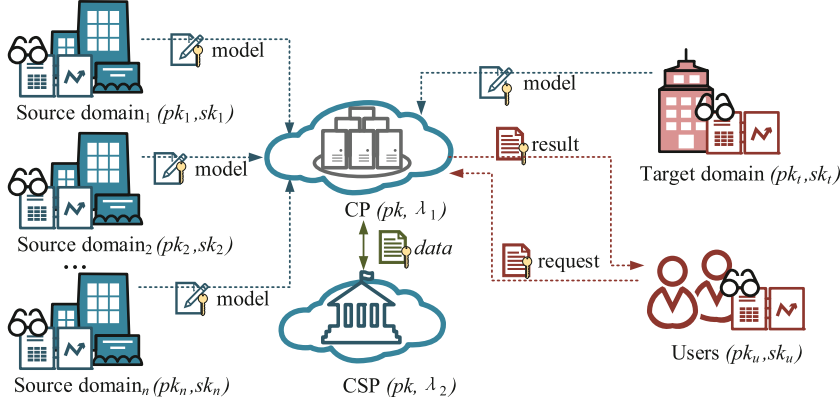 model
Source domain₁ (pk₁,sk₁)
model
Source domain₂ (pk₂,sk₂)
...
model
Source domainₙ (pkₙ,skₙ)
CP (pk, λ₁)
data
CSP (pk, λ₂)
model
result
Target domain (pkₜ,skₜ)
request
Users (pkᵤ,skᵤ)